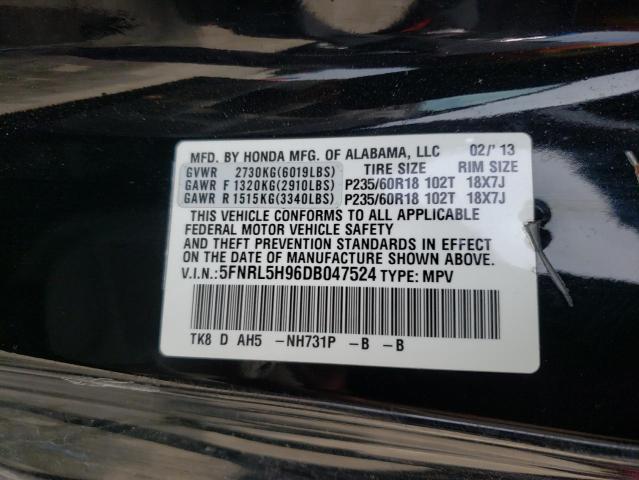 MFD. BY HONDA MFG. OF ALABAMA, LLC 02/'13
GVWR 2730KG(6019LBS) TIRE SIZE RIM SIZE
GAWR F 1320KG(2910LBS) P235/60R18 102T 18X7J
GAWR R 1515KG(3340LBS) P235/60R18 102T 18X7J
THIS VEHICLE CONFORMS TO ALL APPLICABLE
FEDERAL MOTOR VEHICLE SAFETY
AND THEFT PREVENTION STANDARDS IN EFFECT
ON THE DATE OF MANUFACTURE SHOWN ABOVE.
V.I.N.: 5FNRL5H96DB047524 TYPE: MPV
TK8 D AH5 -NH731P -B -B